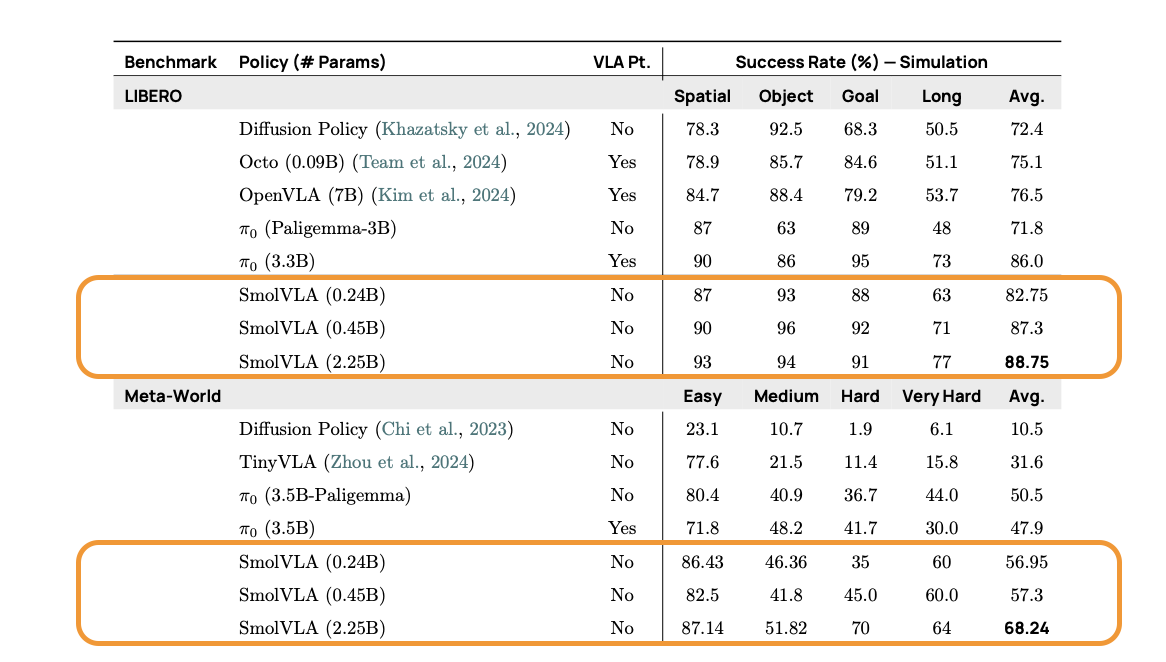 Benchmark Policy (# Params) VLA Pt. Success Rate (%) — Simulation
LIBERO Spatial Object Goal Long Avg.
Diffusion Policy (Khazatsky et al., 2024) No 78.3 92.5 68.3 50.5 72.4
Octo (0.09B) (Team et al., 2024) Yes 78.9 85.7 84.6 51.1 75.1
OpenVLA (7B) (Kim et al., 2024) Yes 84.7 88.4 79.2 53.7 76.5
π₀ (Paligemma-3B) No 87 63 89 48 71.8
π₀ (3.3B) Yes 90 86 95 73 86.0
SmolVLA (0.24B) No 87 93 88 63 82.75
SmolVLA (0.45B) No 90 96 92 71 87.3
SmolVLA (2.25B) No 93 94 91 77 88.75
Meta-World Easy Medium Hard Very Hard Avg.
Diffusion Policy (Chi et al., 2023) No 23.1 10.7 1.9 6.1 10.5
TinyVLA (Zhou et al., 2024) No 77.6 21.5 11.4 15.8 31.6
π₀ (3.5B-Paligemma) No 80.4 40.9 36.7 44.0 50.5
π₀ (3.5B) Yes 71.8 48.2 41.7 30.0 47.9
SmolVLA (0.24B) No 86.43 46.36 35 60 56.95
SmolVLA (0.45B) No 82.5 41.8 45.0 60.0 57.3
SmolVLA (2.25B) No 87.14 51.82 70 64 68.24